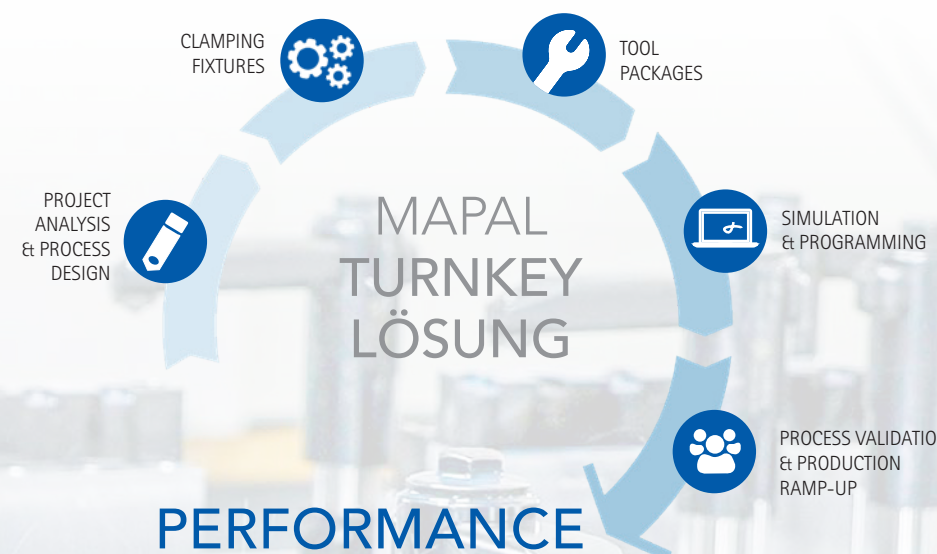 CLAMPING
FIXTURES
TOOL
PACKAGES
PROJECT
ANALYSIS
& PROCESS
DESIGN
MAPAL
TURNKEY
LÖSUNG
SIMULATION
& PROGRAMMING
PROCESS VALIDATIO
& PRODUCTION
RAMP-UP
PERFORMANCE